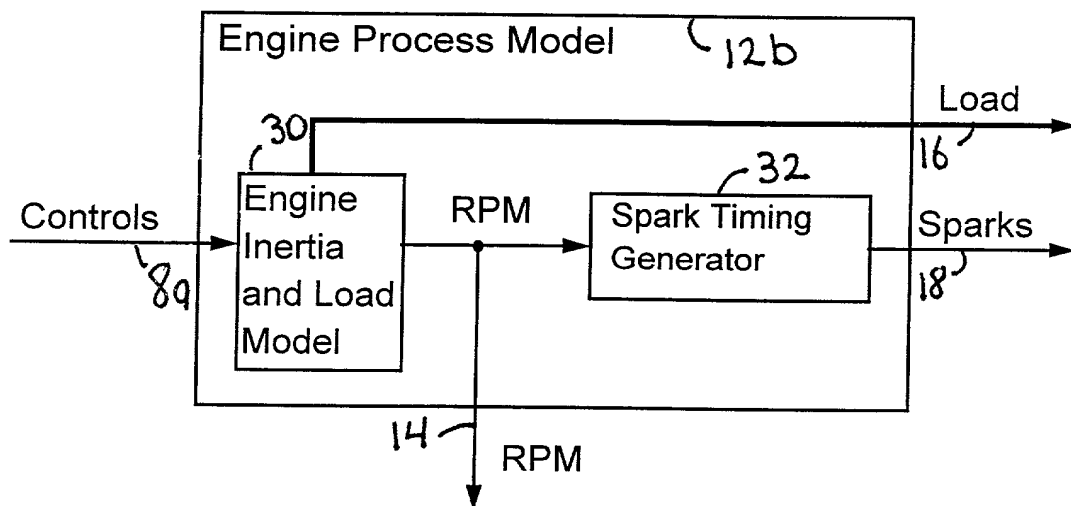 Engine Process Model
12b
Load
30
16
32
Controls
Engine
Inertia
and Load
Model
RPM
Spark Timing
Generator
Sparks
8a
18
14
RPM